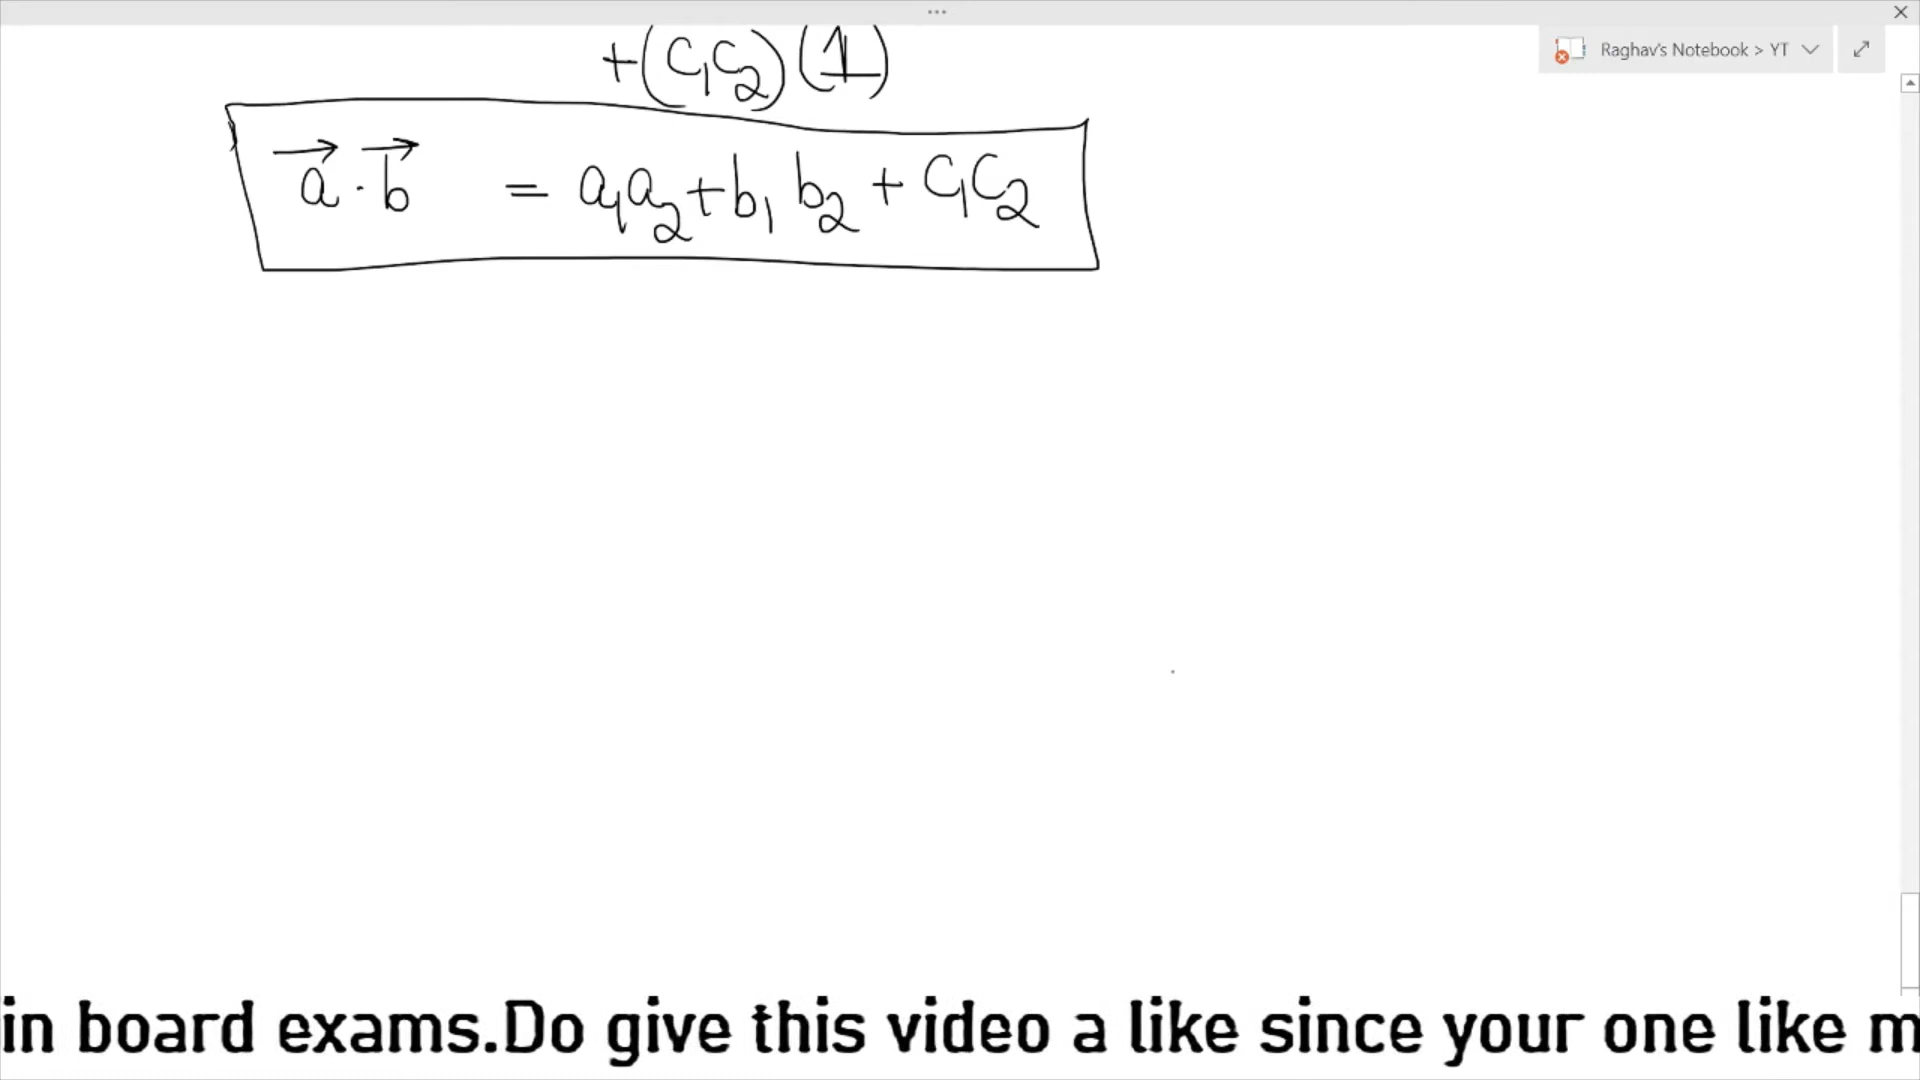 ...
Raghav's Notebook > YT
+(C₁C₂)(1)
a⃗ · b⃗ = a₁a₂+b₁b₂ + C₁C₂
in board exams.Do give this video a like since your one like m